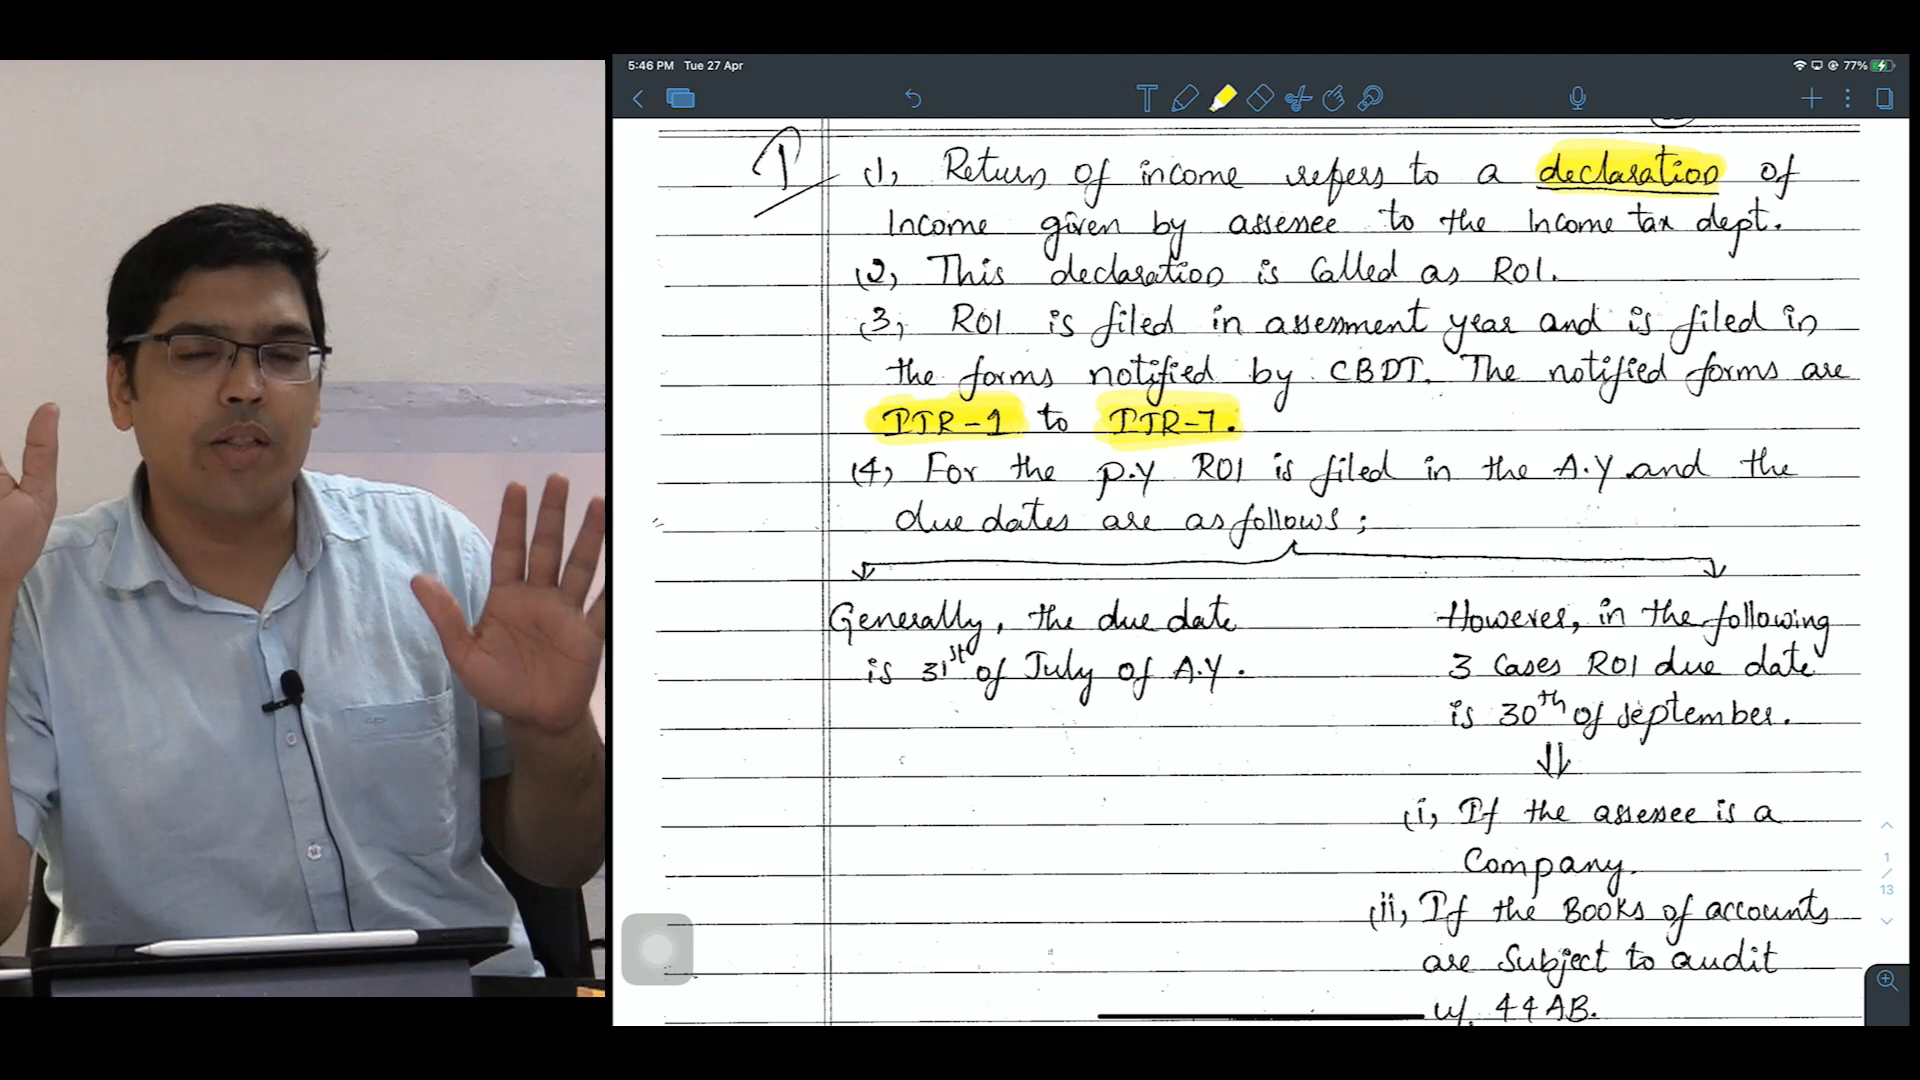 5:46 PM Tue 27 Apr
77%
I
(1) Return of income refers to a declaration of
Income given by assessee to the Income tax dept.
(2) This declaration is Called as ROI.
(3) ROI is filed in assessment year and is filed in
the forms notified by CBDT. The notified forms are
ITR-1 to ITR-7.
(4) For the P.Y ROI is filed in the A.Y and the
due dates are as follows;
Generally, the due date
is 31st of July of A.Y.
However, in the following
3 Cases ROI due date
is 30th of September.
(i) If the assessee is a
Company.
(ii) If the Books of accounts
are Subject to audit
u/. 44AB.
1
/
13